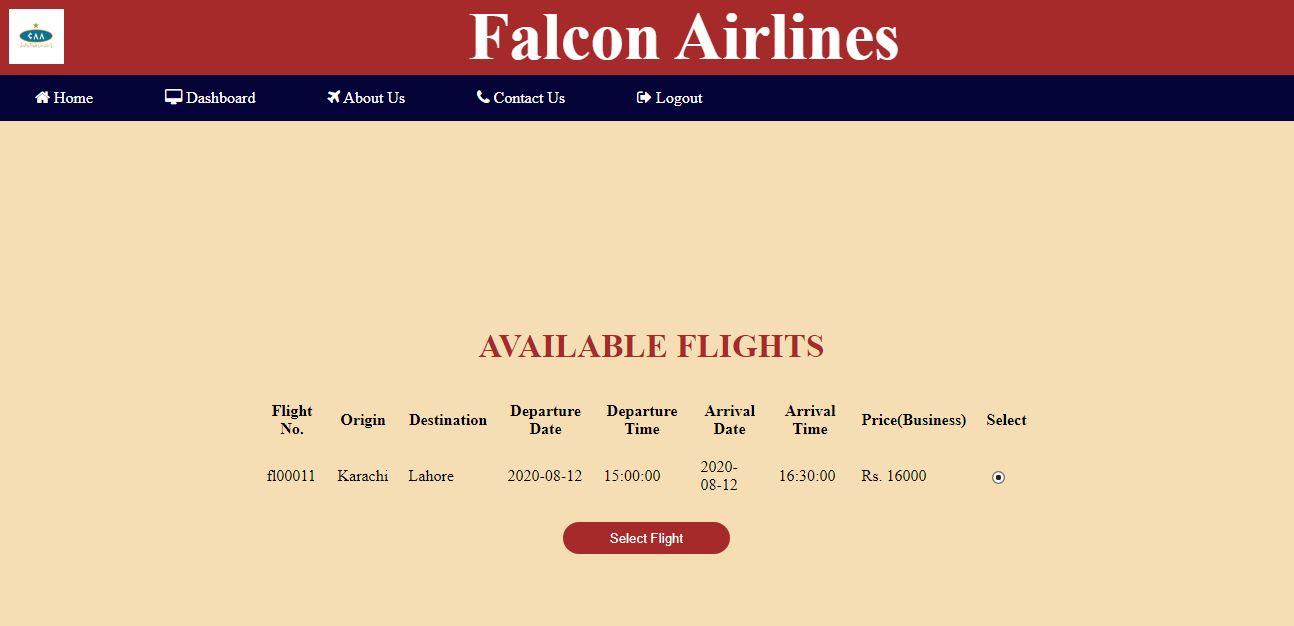 CAA
Falcon Airlines
Home Dashboard About Us Contact Us Logout
AVAILABLE FLIGHTS
Flight No. Origin Destination Departure Date Departure Time Arrival Date Arrival Time Price(Business) Select
fl00011 Karachi Lahore 2020-08-12 15:00:00 2020-08-12 16:30:00 Rs. 16000
Select Flight